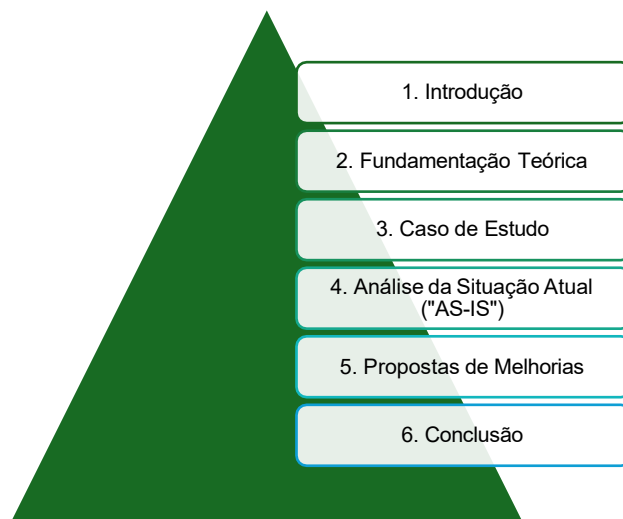 1. Introdução
2. Fundamentação Teórica
3. Caso de Estudo
4. Análise da Situação Atual
("AS-IS")
5. Propostas de Melhorias
6. Conclusão